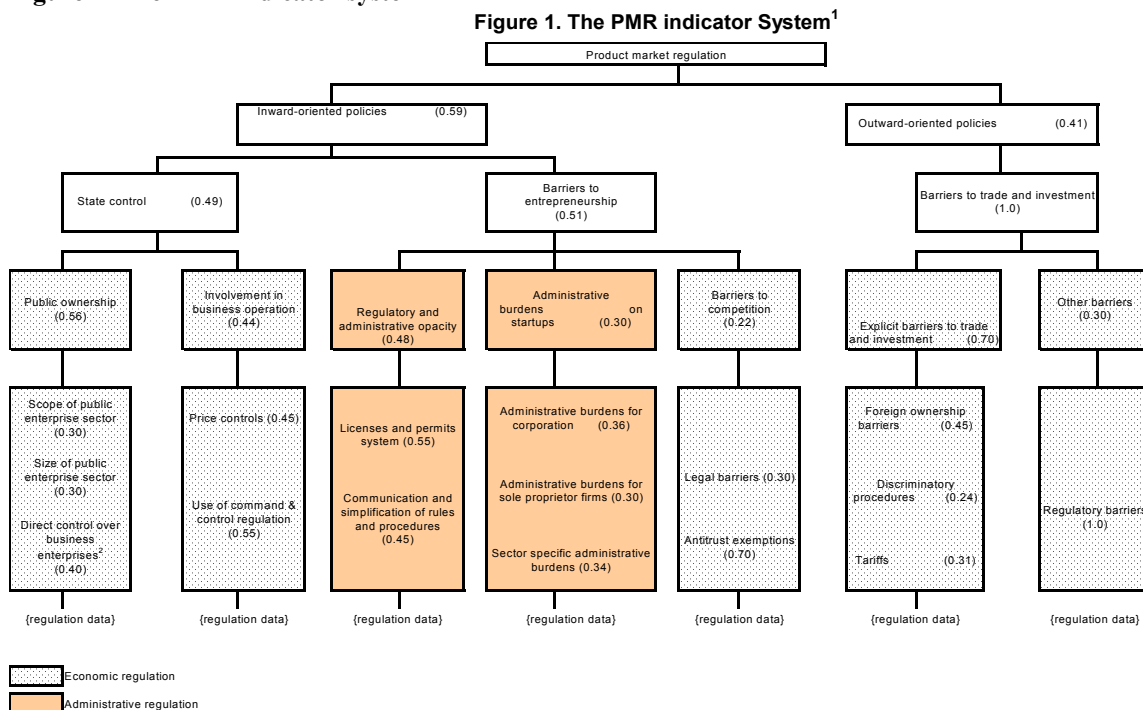 Figure 1. The PMR indicator System1
Product market regulation
Inward-oriented policies (0.59)
Outward-oriented policies (0.41)
State control (0.49)
Barriers to
entrepreneurship
(0.51)
Barriers to trade and investment
(1.0)
Public ownership
(0.56)
Involvement in
business operation
(0.44)
Regulatory and
administrative opacity
(0.48)
Administrative
burdens on
startups (0.30)
Barriers to
competition
(0.22)
Explicit barriers to trade
and investment (0.70)
Other barriers
(0.30)
Scope of public
enterprise sector
(0.30)
Size of public
enterprise sector
(0.30)
Direct control over
business
enterprises2
(0.40)
Price controls (0.45)
Use of command &
control regulation
(0.55)
Licenses and permits
system (0.55)
Communication and
simplification of rules
and procedures
(0.45)
Administrative burdens for
corporation (0.36)
Administrative burdens for
sole proprietor firms (0.30)
Sector specific administrative
burdens (0.34)
Legal barriers (0.30)
Antitrust exemptions
(0.70)
Foreign ownership
barriers (0.45)
Discriminatory
procedures (0.24)
Tariffs (0.31)
Regulatory barriers
(1.0)
{regulation data}
{regulation data}
{regulation data}
{regulation data}
{regulation data}
{regulation data}
{regulation data}
Economic regulation
Administrative regulation